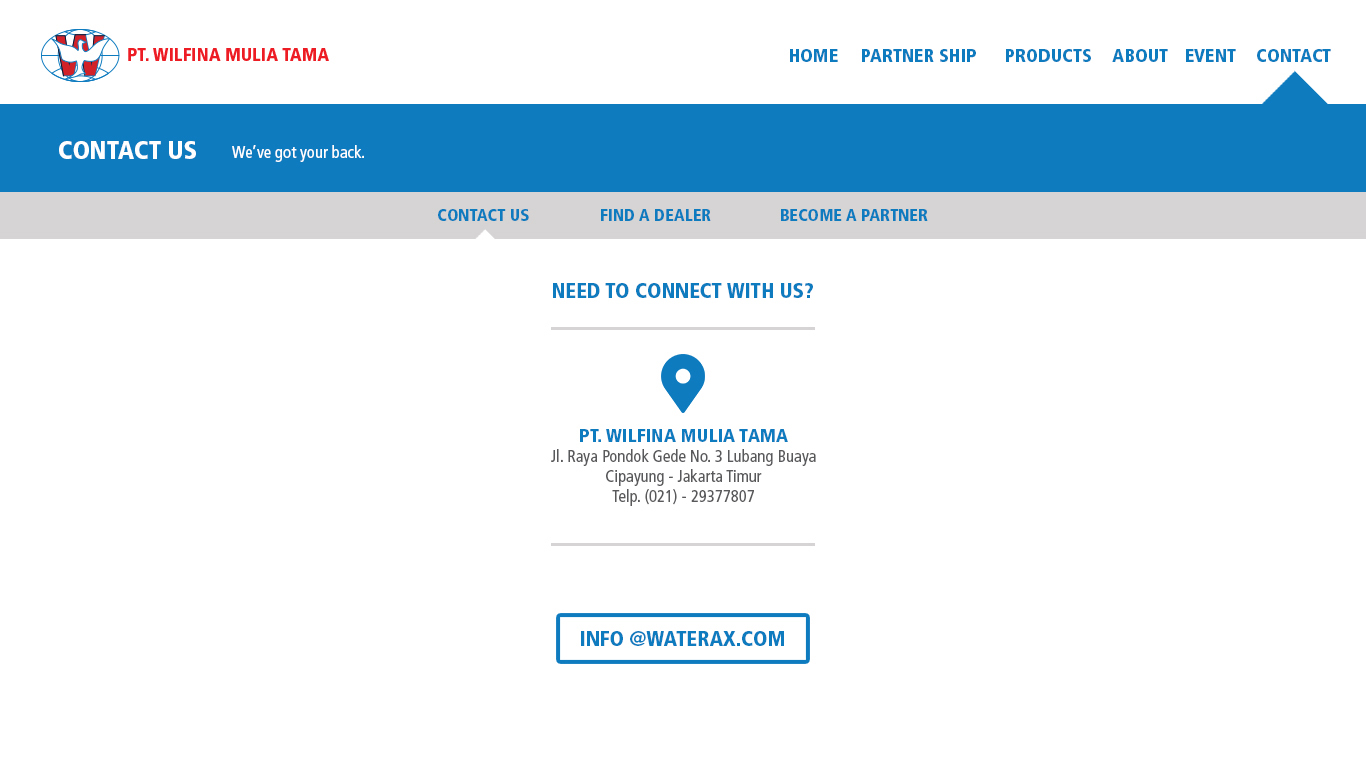 PT. WILFINA MULIA TAMA
HOME PARTNER SHIP PRODUCTS ABOUT EVENT CONTACT
CONTACT US We've got your back.
CONTACT US FIND A DEALER BECOME A PARTNER
NEED TO CONNECT WITH US?
PT. WILFINA MULIA TAMA
Jl. Raya Pondok Gede No. 3 Lubang Buaya
Cipayung - Jakarta Timur
Telp. (021) - 29377807
INFO @WATERAX.COM